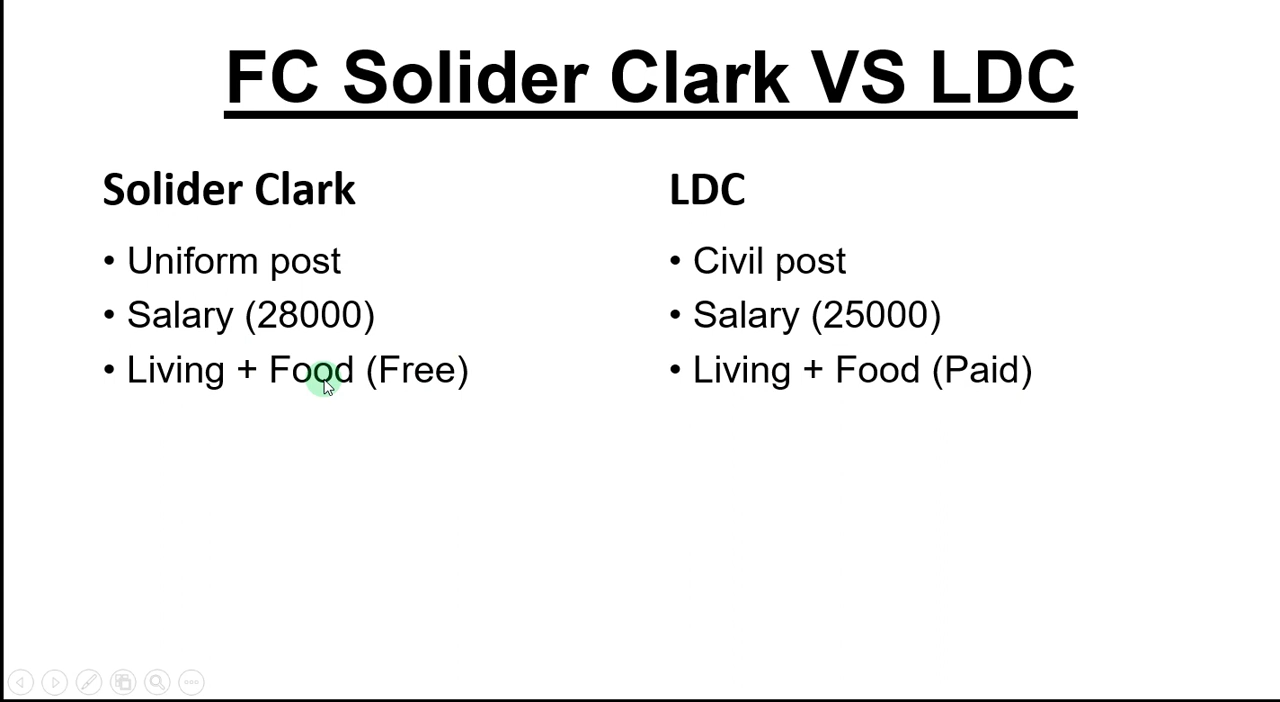 FC Solider Clark VS LDC
Solider Clark
• Uniform post
• Salary (28000)
• Living + Food (Free)
LDC
• Civil post
• Salary (25000)
• Living + Food (Paid)